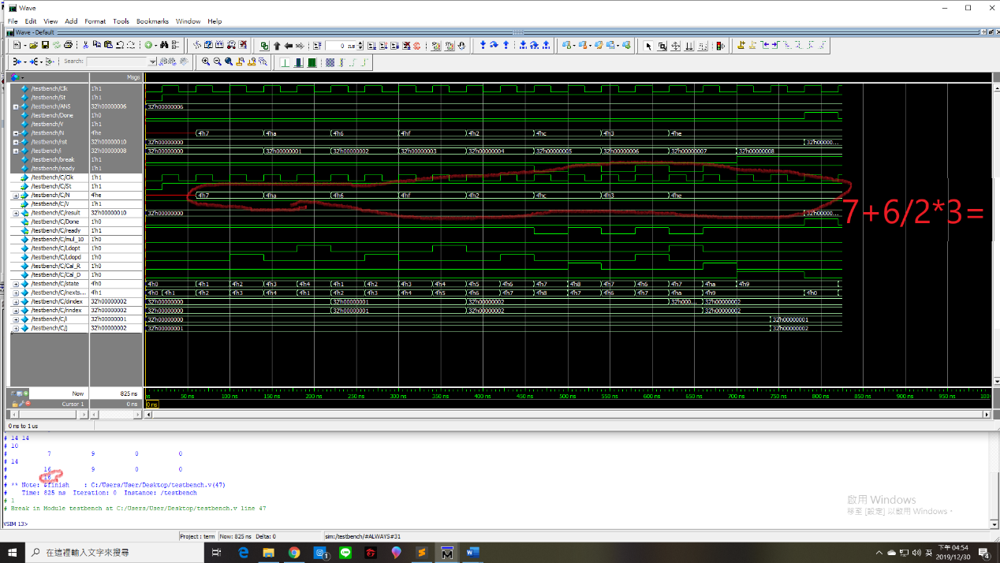 Wave
File Edit View Add Format Tools Bookmarks Window Help
Wave - Default
0 ns
Search:
Msgs
/testbench/Clk 1'h1
/testbench/St 1'h1
/testbench/ANS 32'h00000006 32'h00000006
/testbench/Done 1'h0
/testbench/V 1'h1
/testbench/N 4'he 4'h7 4'ha 4'h6 4'hf 4'h2 4'hc 4'h3 4'he
/testbench/rst 32'h00000010 32'h00000000 32'h0000...
/testbench/i 32'h00000008 32'h00000000 32'h00000001 32'h00000002 32'h00000003 32'h00000004 32'h00000005 32'h00000006 32'h00000007 32'h00000008
/testbench/break 1'h1
/testbench/ready 1'h1
/testbench/C/Clk 1'h1
/testbench/C/St 1'h1
/testbench/C/N 4'he 4'h7 4'ha 4'h6 4'hf 4'h2 4'hc 4'h3 4'he
/testbench/C/V 1'h1
/testbench/C/result 32'h00000010 32'h00000000 32'h0000...
/testbench/C/Done 1'h0
/testbench/C/ready 1'h1
/testbench/C/mul_10 1'h0
/testbench/C/Ldopt 1'h0
/testbench/C/Ldopd 1'h0
/testbench/C/Cal_R 1'h0
/testbench/C/Cal_D 1'h0
/testbench/C/state 4'h0 4'h0 4'h1 4'h2 4'h3 4'h4 4'h1 4'h2 4'h3 4'h4 4'h5 4'h6 4'h7 4'h8 4'h7 4'h6 4'h7 4'ha 4'h9
/testbench/C/nexts... 4'h1 4'h0 4'h1 4'h2 4'h3 4'h4 4'h1 4'h2 4'h3 4'h4 4'h5 4'h6 4'h7 4'h8 4'h7 4'h6 4'h7 4'ha 4'h9 4'h0
/testbench/C/dindex 32'h00000002 32'h00000000 32'h00000001 32'h00000002 32'h000... 32'h00000002
/testbench/C/tindex 32'h00000002 32'h00000000 32'h00000001 32'h00000002 32'h00000002
/testbench/C/i 32'h00000001 32'h00000000 32'h00000001
/testbench/C/j 32'h00000002 32'h00000001 32'h00000002
7+6/2*3=
Now 825 ns ns 50 ns 100 ns 150 ns 200 ns 250 ns 300 ns 350 ns 400 ns 450 ns 500 ns 550 ns 600 ns 650 ns 700 ns 750 ns 800 ns 850 ns 900 ns 950 ns
Cursor 1 0 ns 0 ns
0 ns to 1 us
# 14 14
# 10
# 7 9 0 0
# 14
# 16 9 0 0
# 16
# ** Note: $finish : C:/Users/User/Desktop/testbench.v(47)
# Time: 825 ns Iteration: 0 Instance: /testbench
# 1
# Break in Module testbench at C:/Users/User/Desktop/testbench.v line 47
VSIM 13>
啟用 Windows
移至 [設定] 以啟用 Windows。
Project : term Now: 825 ns Delta: 0 sim:/testbench/#ALWAYS#31
在這裡輸入文字來搜尋
英
下午 04:54
2019/12/30
4